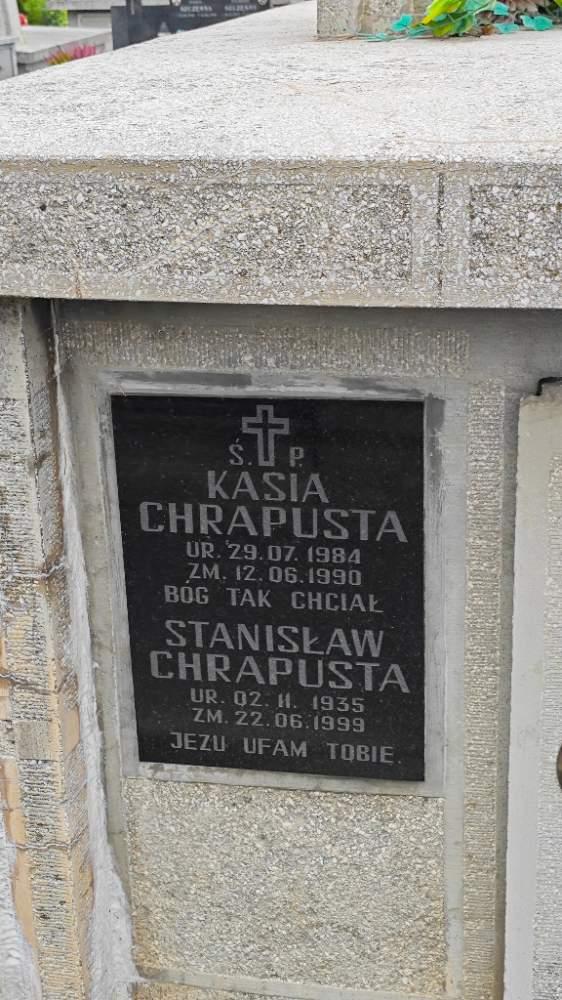 Ś. P.
KASIA
CHRAPUSTA
UR. 29.07.1984
ZM. 12.06.1990
BÓG TAK CHCIAŁ
STANISŁAW
CHRAPUSTA
UR. 02.11.1935
ZM. 22.06.1999
JEZU UFAM TOBIE